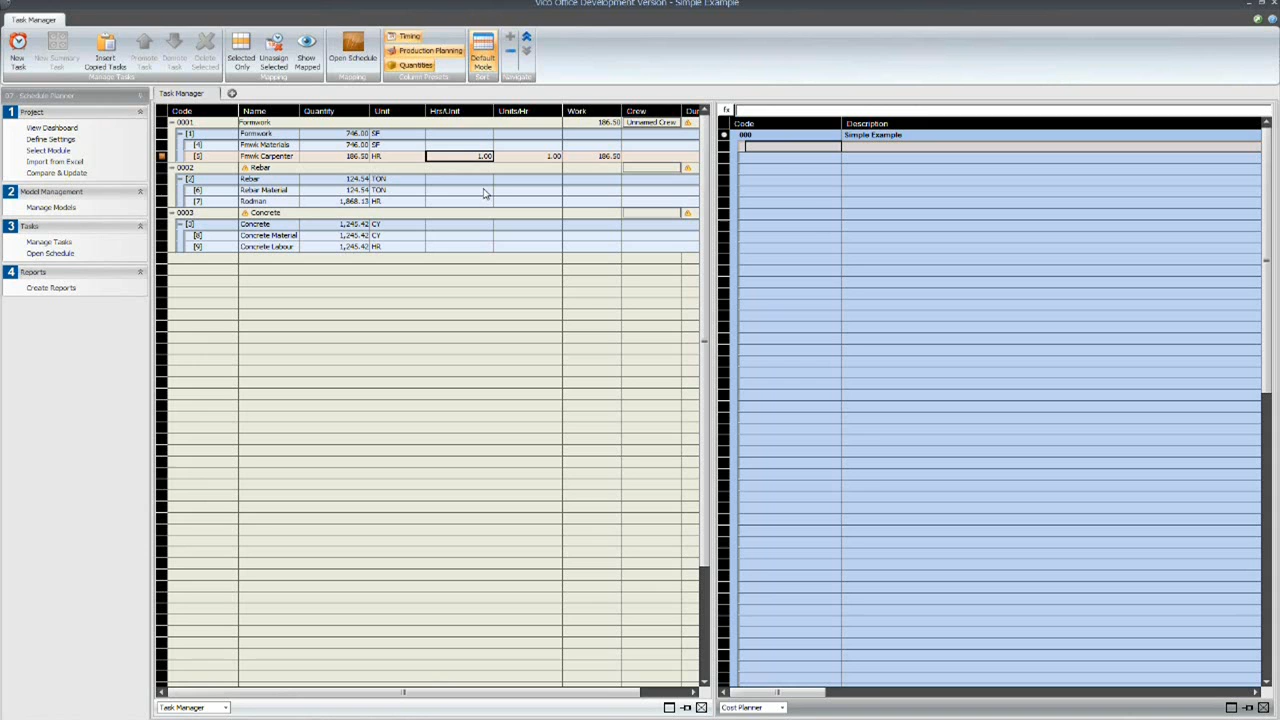 Vico Office Development Version - Simple Example
Task Manager
New Task
New Summary Task
Insert Copied Tasks
Promote Task
Demote Task
Delete Selected
Manage Tasks
Selected Only
Unassign Selected
Show Mapped
Mapping
Open Schedule
Mapping
Timing
Production Planning
Quantities
Column Presets
Default Mode
Sort
Navigate
07 - Schedule Planner
1 Project
View Dashboard
Define Settings
Select Module
Import from Excel
Compare & Update
2 Model Management
Manage Models
3 Tasks
Manage Tasks
Open Schedule
4 Reports
Create Reports
Task Manager
Code Name Quantity Unit Hrs/Unit Units/Hr Work Crew Dur
0001 Formwork 186.50 Unnamed Crew
[1] Formwork 746.00 SF
[4] Fmwk Materials 746.00 SF
[5] Fmwk Carpenter 186.50 HR 1.00 1.00 186.50
0002 Rebar
[2] Rebar 124.54 TON
[6] Rebar Material 124.54 TON
[7] Rodman 1,868.13 HR
0003 Concrete
[3] Concrete 1,245.42 CY
[8] Concrete Material 1,245.42 CY
[9] Concrete Labour 1,245.42 HR
Task Manager
fx
Code Description
000 Simple Example
Cost Planner